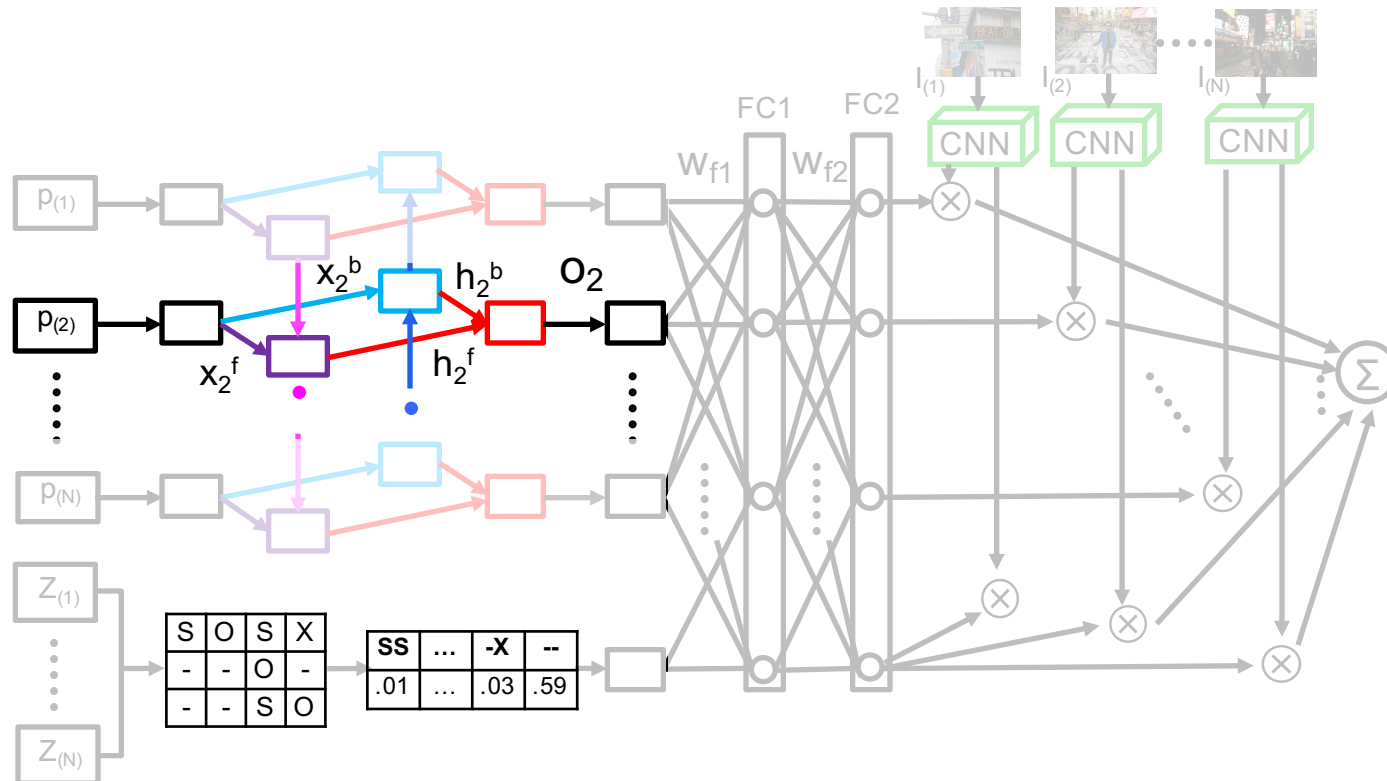 I(1) I(2) I(N)
FC1 FC2
CNN CNN CNN
wf1 wf2
p(1)
x2b h2b O2
p(2)
x2f h2f
Σ
p(N)
Z(1)
S O S X
- - O -
- - S O
SS … -X --
.01 … .03 .59
Z(N)